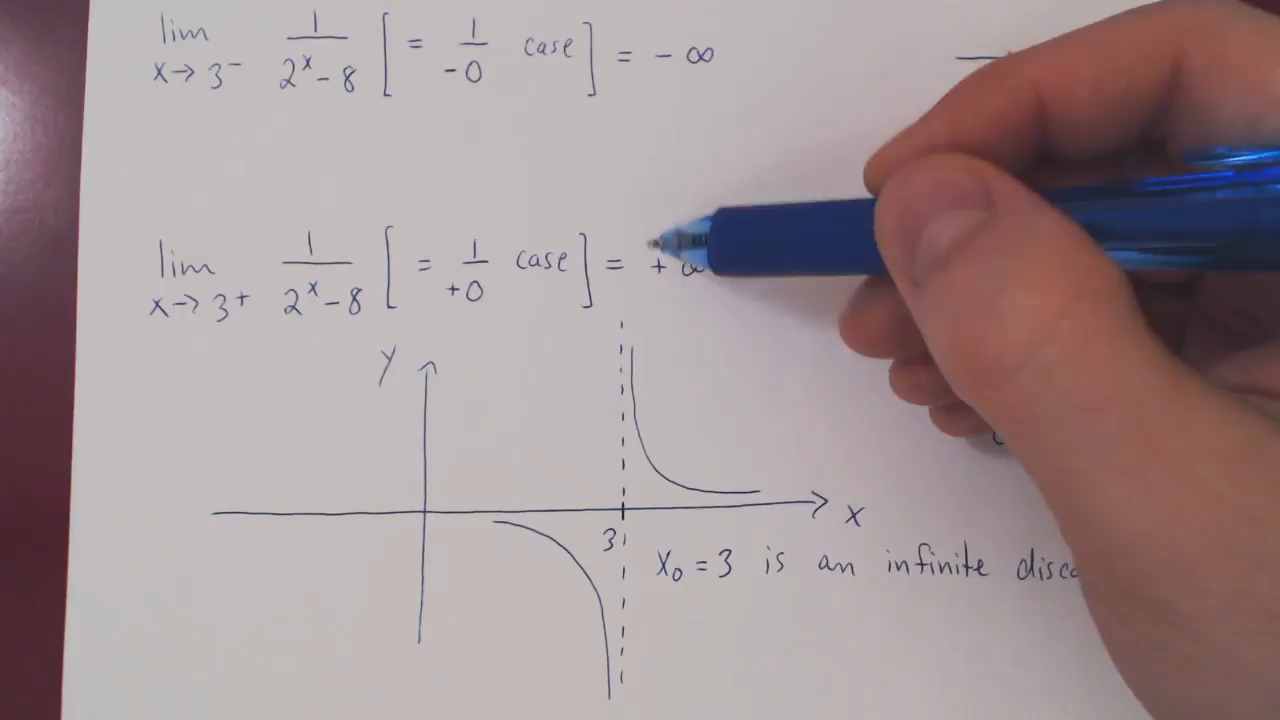 lim x→3⁻ 1/(2ˣ-8) [ = 1/-0 case ] = - ∞
lim x→3+ 1/(2ˣ-8) [ = 1/+0 case ] = + ∞
y
x
3
x₀ = 3 is an infinite